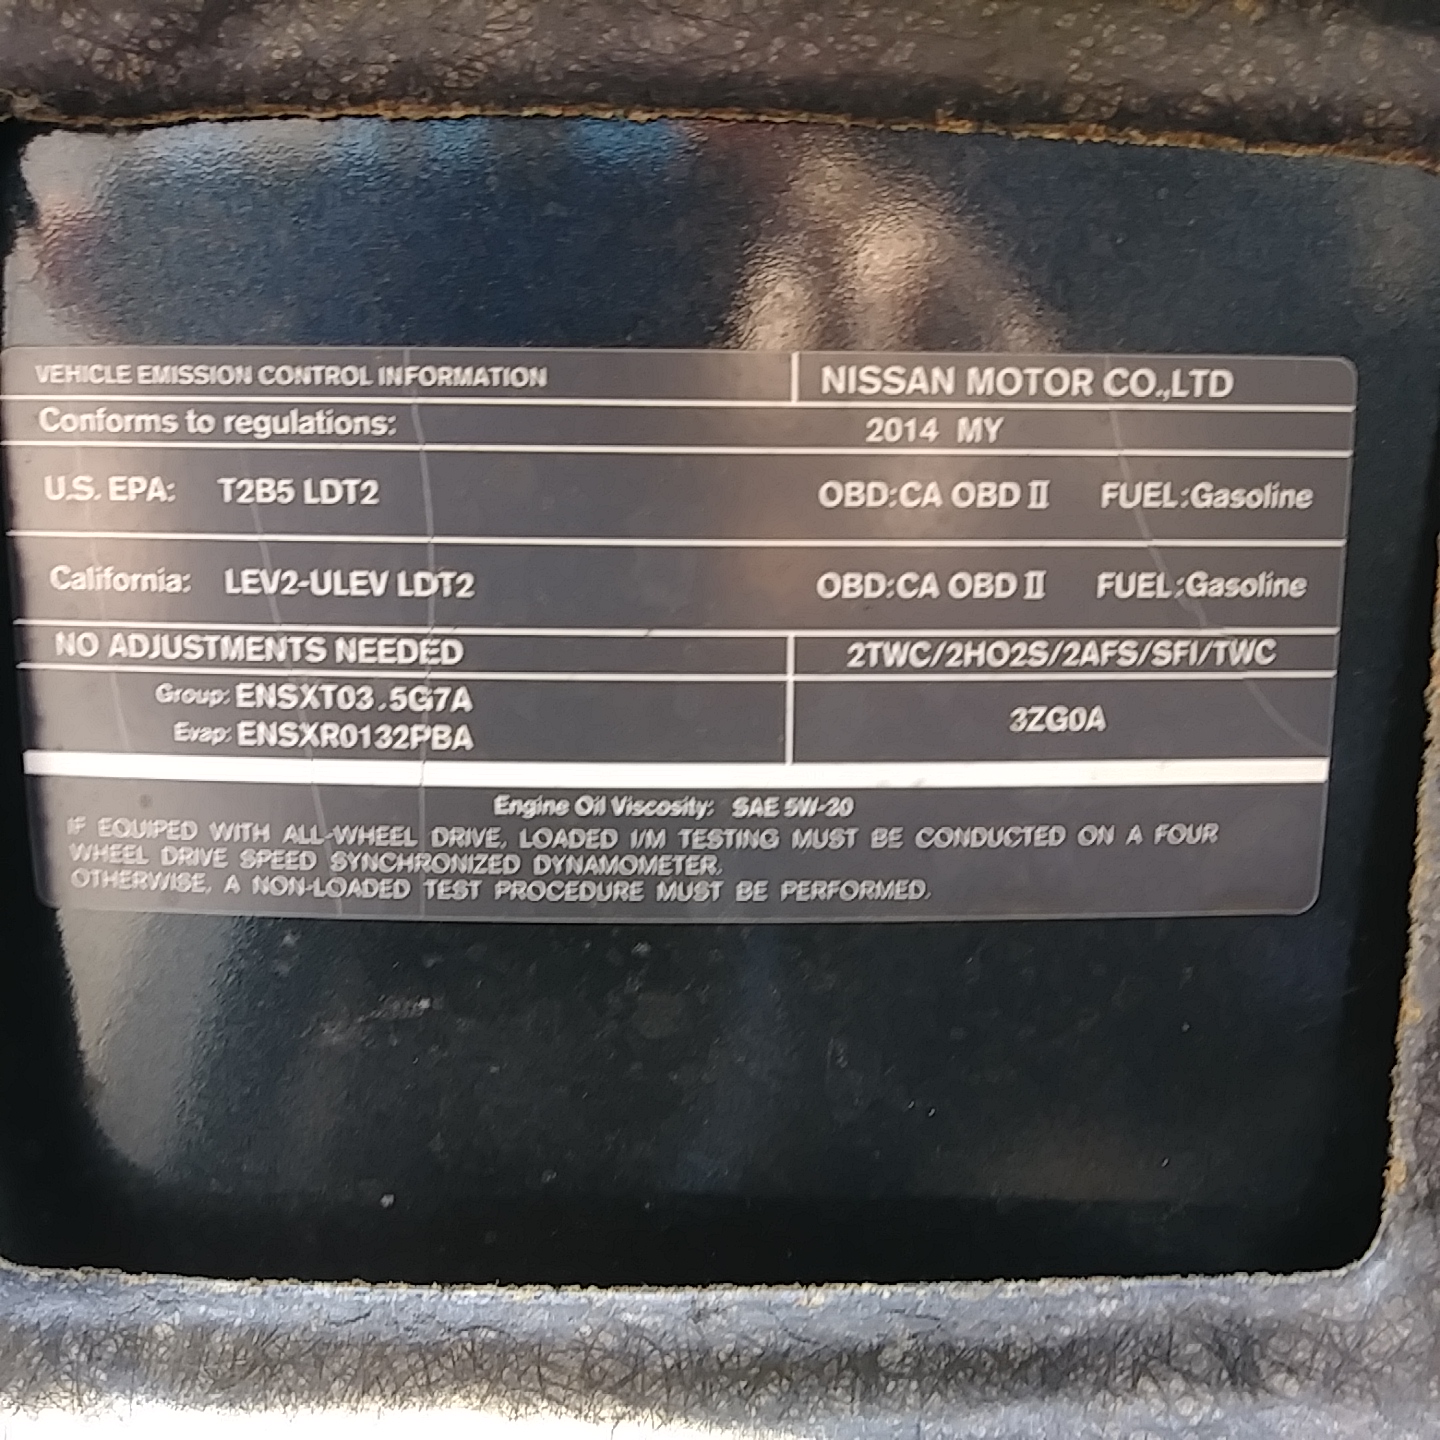 VEHICLE EMISSION CONTROL INFORMATION NISSAN MOTOR CO.,LTD
Conforms to regulations: 2014 MY
U.S. EPA: T2B5 LDT2 OBD:CA OBD II FUEL:Gasoline
California: LEV2-ULEV LDT2 OBD:CA OBD II FUEL:Gasoline
NO ADJUSTMENTS NEEDED 2TWC/2HO2S/2AFS/SFI/TWC
Group: ENSXT03.5G7A
Evap: ENSXR0132PBA
3ZG0A
Engine Oil Viscosity: SAE 5W-30
IF EQUIPED WITH ALL-WHEEL DRIVE, LOADED I/M TESTING MUST BE CONDUCTED ON A FOUR
WHEEL DRIVE SPEED SYNCHRONIZED DYNAMOMETER.
OTHERWISE, A NON-LOADED TEST PROCEDURE MUST BE PERFORMED.